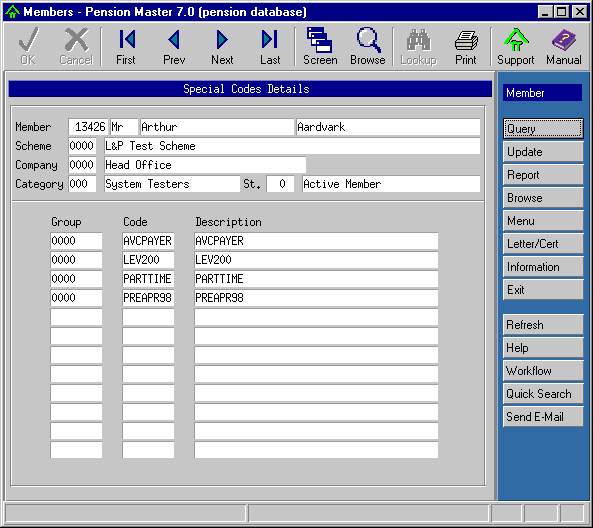 Members - Pension Master 7.0 (pension database)
OK Cancel First Prev Next Last Screen Browse Lookup Print Support Manual
Special Codes Details
Member 13426 Mr Arthur Aardvark
Scheme 0000 L&P Test Scheme
Company 0000 Head Office
Category 000 System Testers St. 0 Active Member
Group Code Description
0000 AVCPAYER AVCPAYER
0000 LEV200 LEV200
0000 PARTTIME PARTTIME
0000 PREAPR98 PREAPR98
Member
Query
Update
Report
Browse
Menu
Letter/Cert
Information
Exit
Refresh
Help
Workflow
Quick Search
Send E-Mail